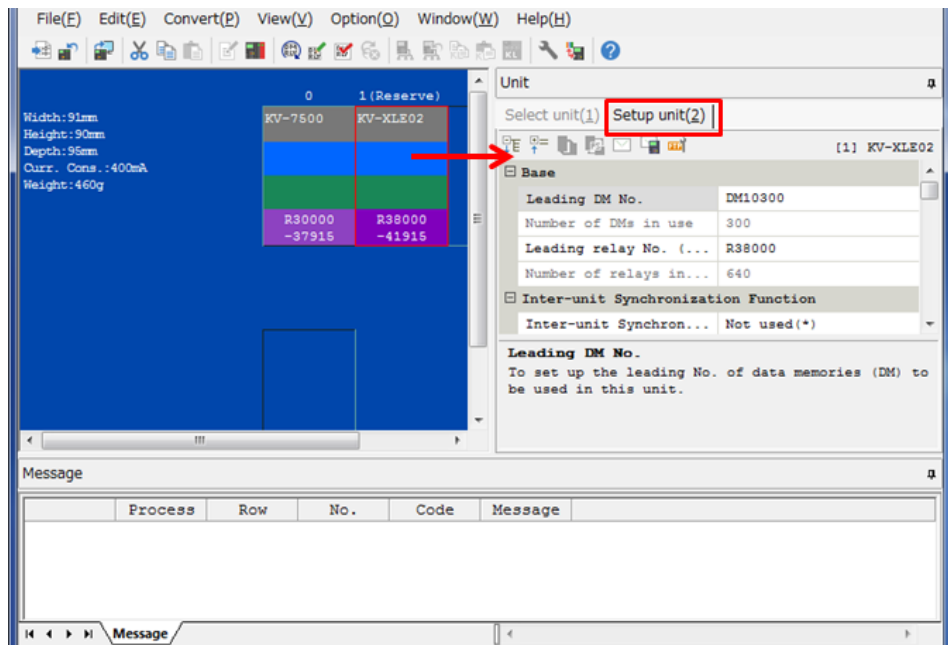 File(F) Edit(E) Convert(P) View(V) Option(O) Window(W) Help(H)
Width:91mm
Height:90mm
Depth:95mm
Curr. Cons.:400mA
Weight:460g
0 1(Reserve)
KV-7500 KV-XLE02
R30000 R38000
-37915 -41915
Unit
Select unit(1) Setup unit(2)
[1] KV-XLE02
Base
Leading DM No. DM10300
Number of DMs in use 300
Leading relay No. (... R38000
Number of relays in... 640
Inter-unit Synchronization Function
Inter-unit Synchron... Not used(*)
Leading DM No.
To set up the leading No. of data memories (DM) to
be used in this unit.
Message
Process Row No. Code Message
Message